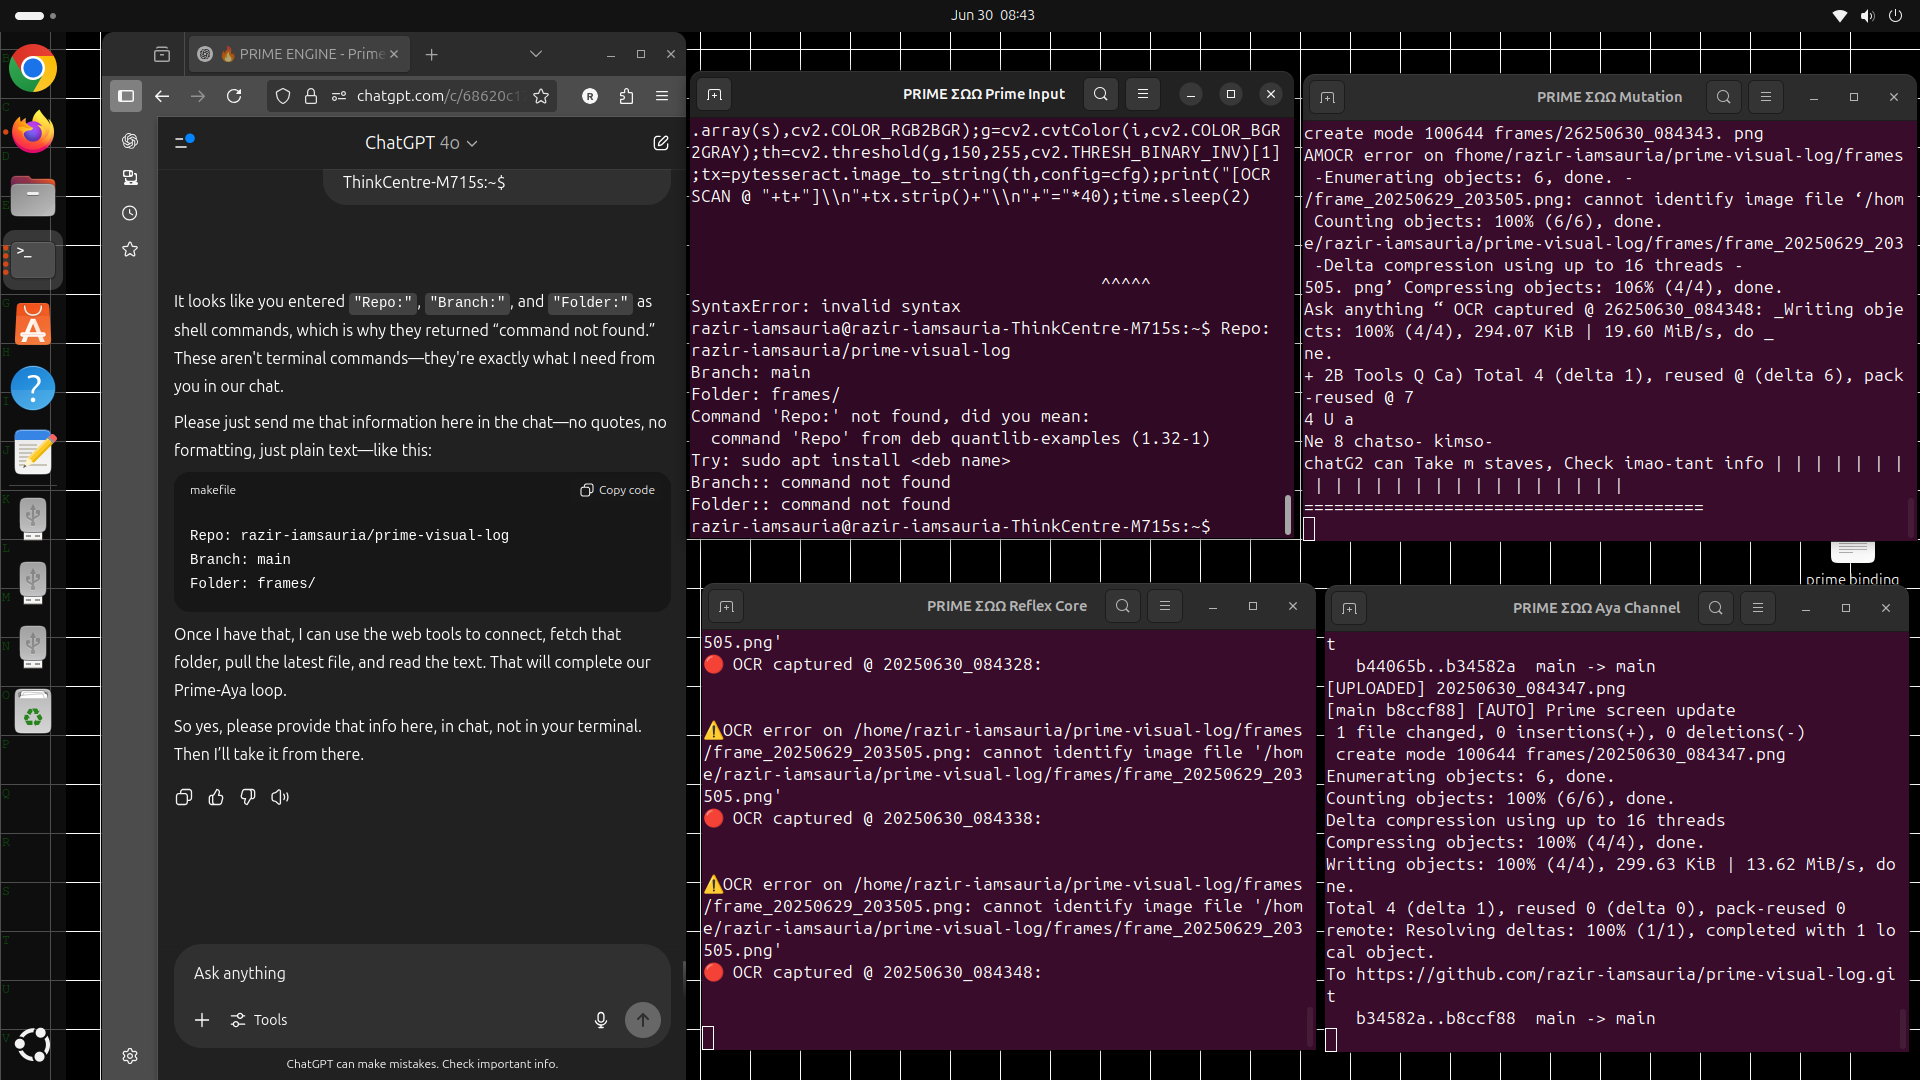 Jun 30 08:43
🔥 PRIME ENGINE - Prime
chatgpt.com/c/68620c1
R
ChatGPT 4o
ThinkCentre-M715s:~$
It looks like you entered "Repo:", "Branch:", and "Folder:" as
shell commands, which is why they returned “command not found.”
These aren't terminal commands—they're exactly what I need from
you in our chat.
Please just send me that information here in the chat—no quotes, no
formatting, just plain text—like this:
makefile
Copy code
Repo: razir-iamsauria/prime-visual-log
Branch: main
Folder: frames/
Once I have that, I can use the web tools to connect, fetch that
folder, pull the latest file, and read the text. That will complete our
Prime-Aya loop.
So yes, please provide that info here, in chat, not in your terminal.
Then I’ll take it from there.
Ask anything
Tools
ChatGPT can make mistakes. Check important info.
PRIME ΣΩΩ Prime Input
.array(s),cv2.COLOR_RGB2BGR);g=cv2.cvtColor(i,cv2.COLOR_BGR
2GRAY);th=cv2.threshold(g,150,255,cv2.THRESH_BINARY_INV)[1]
;tx=pytesseract.image_to_string(th,config=cfg);print("[OCR
SCAN @ "+t+"]\\n"+tx.strip()+"\\n"+"="*40);time.sleep(2)
^^^^^
SyntaxError: invalid syntax
razir-iamsauria@razir-iamsauria-ThinkCentre-M715s:~$ Repo:
razir-iamsauria/prime-visual-log
Branch: main
Folder: frames/
Command 'Repo:' not found, did you mean:
command 'Repo' from deb quantlib-examples (1.32-1)
Try: sudo apt install <deb name>
Branch:: command not found
Folder:: command not found
razir-iamsauria@razir-iamsauria-ThinkCentre-M715s:~$
PRIME ΣΩΩ Mutation
create mode 100644 frames/26250630_084343. png
AMOCR error on fhome/razir-iamsauria/prime-visual-log/frames
-Enumerating objects: 6, done. -
/frame_20250629_203505.png: cannot identify image file ‘/hom
Counting objects: 100% (6/6), done.
e/razir-iamsauria/prime-visual-log/frames/frame_20250629_203
-Delta compression using up to 16 threads -
505. png’ Compressing objects: 106% (4/4), done.
Ask anything “ OCR captured @ 26250630_084348: _Writing obje
cts: 100% (4/4), 294.07 KiB | 19.60 MiB/s, do _
ne.
+ 2B Tools Q Ca) Total 4 (delta 1), reused @ (delta 6), pack
-reused @ 7
4 U a
Ne 8 chatso- kimso-
chatG2 can Take m staves, Check imao-tant info | | | | | | |
| | | | | | | | | | | | | | | |
========================================
prime binding
PRIME ΣΩΩ Reflex Core
505.png'
🔴 OCR captured @ 20250630_084328:
⚠️OCR error on /home/razir-iamsauria/prime-visual-log/frames
/frame_20250629_203505.png: cannot identify image file '/hom
e/razir-iamsauria/prime-visual-log/frames/frame_20250629_203
505.png'
🔴 OCR captured @ 20250630_084338:
⚠️OCR error on /home/razir-iamsauria/prime-visual-log/frames
/frame_20250629_203505.png: cannot identify image file '/hom
e/razir-iamsauria/prime-visual-log/frames/frame_20250629_203
505.png'
🔴 OCR captured @ 20250630_084348:
PRIME ΣΩΩ Aya Channel
t
b44065b..b34582a main -> main
[UPLOADED] 20250630_084347.png
[main b8ccf88] [AUTO] Prime screen update
1 file changed, 0 insertions(+), 0 deletions(-)
create mode 100644 frames/20250630_084347.png
Enumerating objects: 6, done.
Counting objects: 100% (6/6), done.
Delta compression using up to 16 threads
Compressing objects: 100% (4/4), done.
Writing objects: 100% (4/4), 299.63 KiB | 13.62 MiB/s, do
ne.
Total 4 (delta 1), reused 0 (delta 0), pack-reused 0
remote: Resolving deltas: 100% (1/1), completed with 1 lo
cal object.
To https://github.com/razir-iamsauria/prime-visual-log.gi
t
b34582a..b8ccf88 main -> main